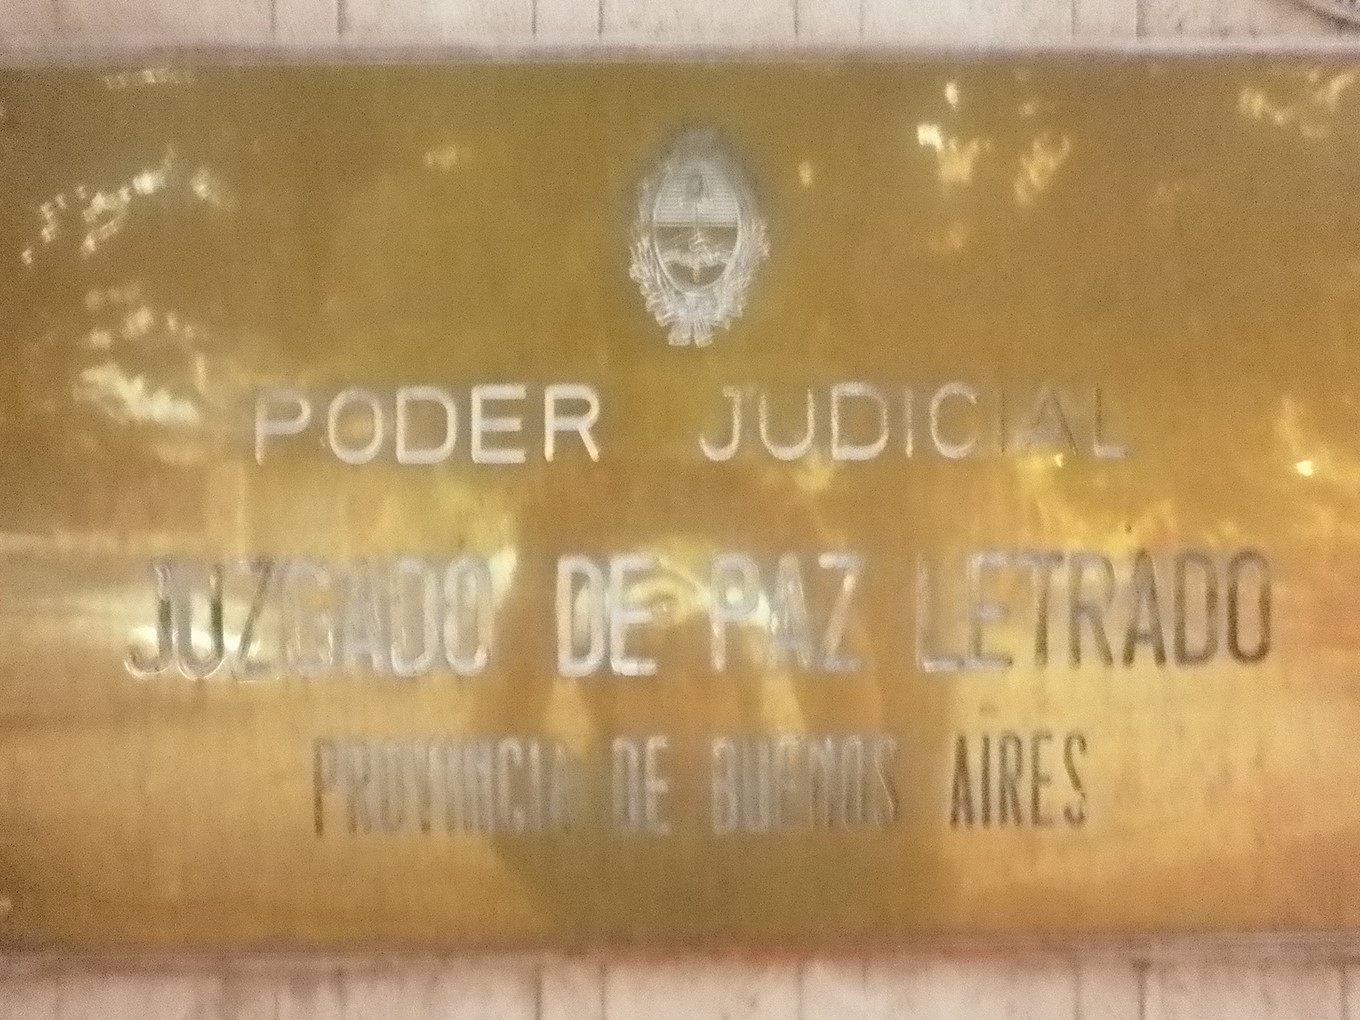 PODER JUDICIAL
JUZGADO DE PAZ LETRADO
PROVINCIA DE BUENOS AIRES